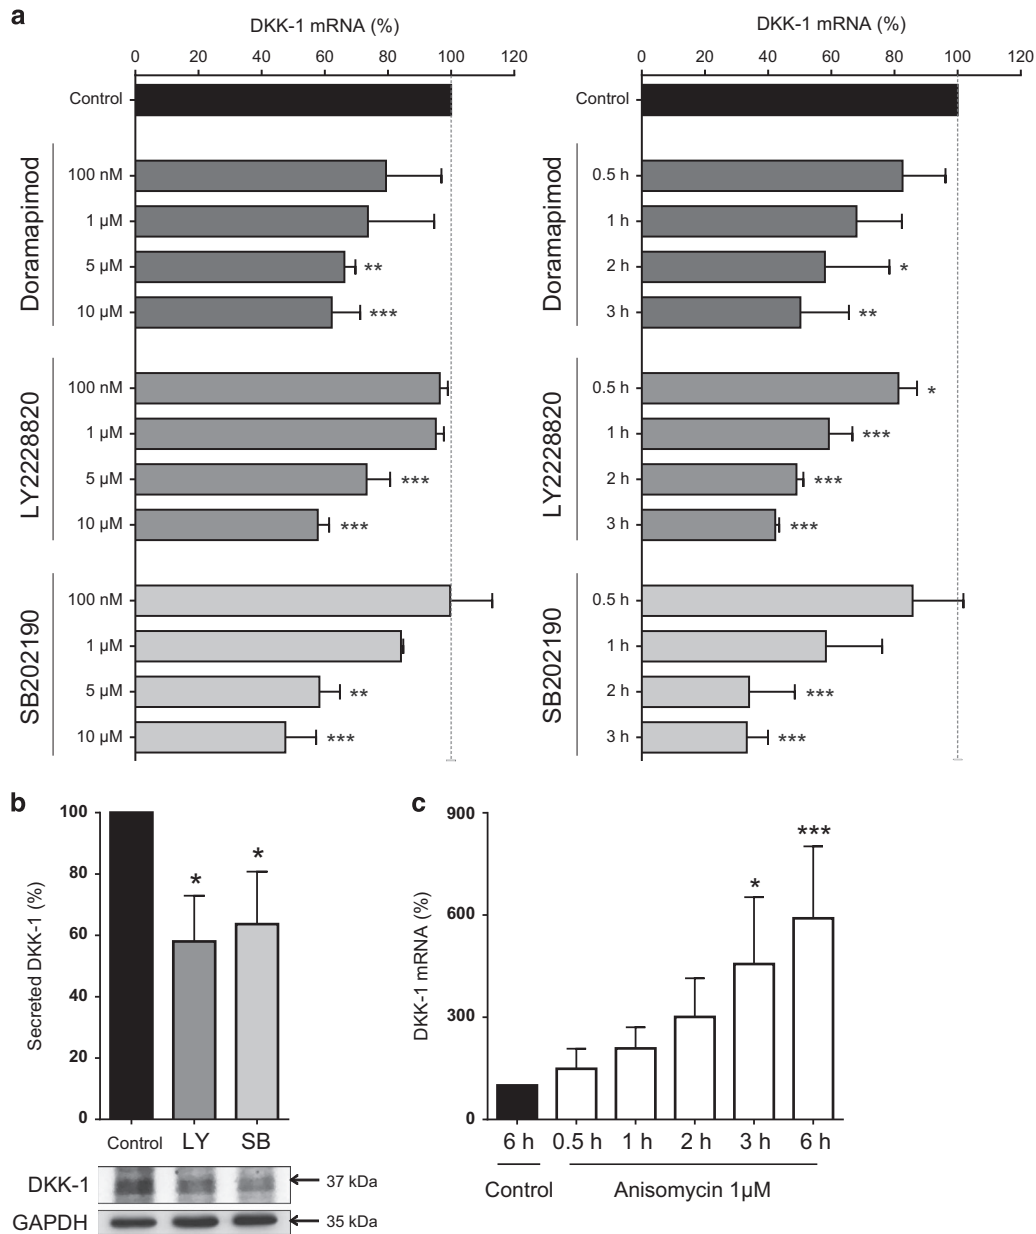 a
DKK-1 mRNA (%)
0 20 40 60 80 100 120
Control
Doramapimod
100 nM
1 µM
5 µM **
10 µM ***
LY2228820
100 nM
1 µM
5 µM ***
10 µM ***
SB202190
100 nM
1 µM
5 µM **
10 µM ***
DKK-1 mRNA (%)
0 20 40 60 80 100 120
Control
Doramapimod
0.5 h
1 h
2 h *
3 h **
LY2228820
0.5 h *
1 h ***
2 h ***
3 h ***
SB202190
0.5 h
1 h
2 h ***
3 h ***
b
Secreted DKK-1 (%)
100
80
60
40
20
0
* *
Control LY SB
DKK-1 37 kDa
GAPDH 35 kDa
c
DKK-1 mRNA (%)
900
600
300
0
* ***
6 h 0.5 h 1 h 2 h 3 h 6 h
Control Anisomycin 1µM